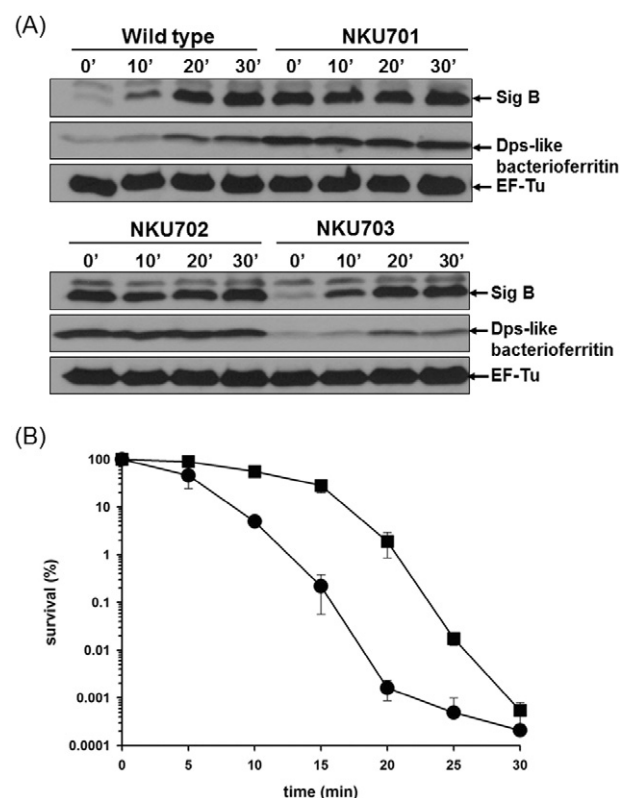 (A)
Wild type NKU701
0' 10' 20' 30' 0' 10' 20' 30'
Sig B
Dps-like
bacterioferritin
EF-Tu
NKU702 NKU703
0' 10' 20' 30' 0' 10' 20' 30'
Sig B
Dps-like
bacterioferritin
EF-Tu
(B)
100
10
1
0.1
0.01
0.001
0.0001
survival (%)
0 5 10 15 20 25 30
time (min)